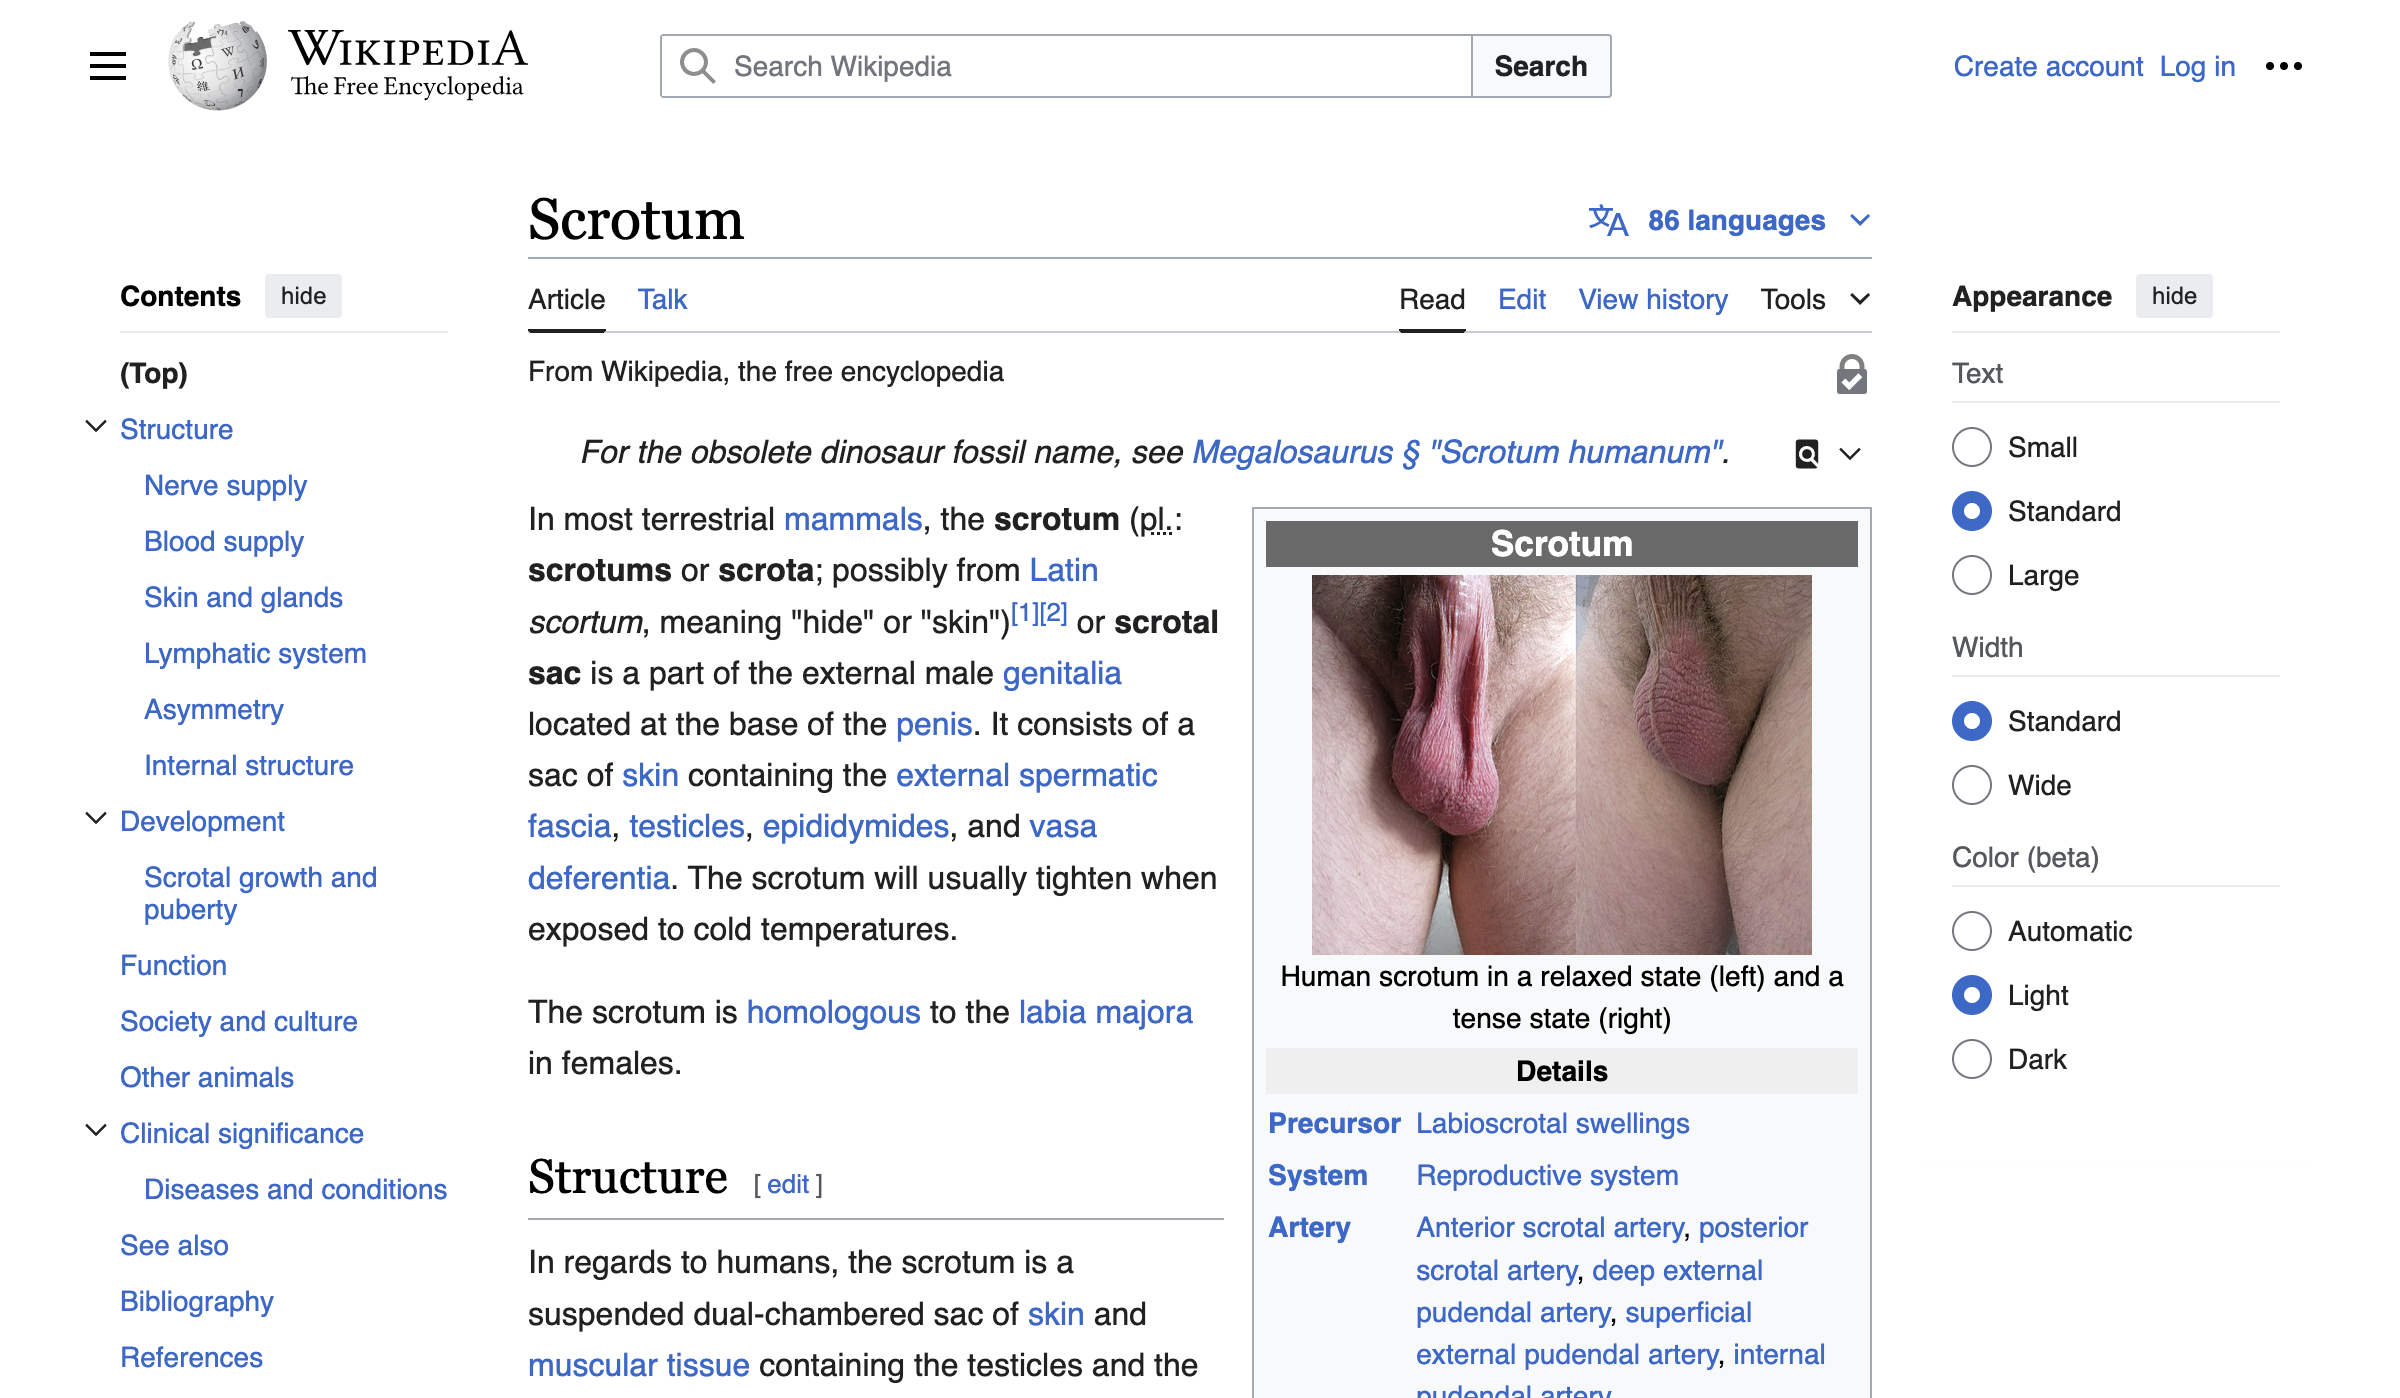 WIKIPEDIA
The Free Encyclopedia
Search Wikipedia
Search
Create account Log in
Scrotum
86 languages
Contents hide
(Top)
Structure
Nerve supply
Blood supply
Skin and glands
Lymphatic system
Asymmetry
Internal structure
Development
Scrotal growth and
puberty
Function
Society and culture
Other animals
Clinical significance
Diseases and conditions
See also
Bibliography
References
Article Talk
Read Edit View history Tools
From Wikipedia, the free encyclopedia
For the obsolete dinosaur fossil name, see Megalosaurus § "Scrotum humanum".
In most terrestrial mammals, the scrotum (pl.:
scrotums or scrota; possibly from Latin
scortum, meaning "hide" or "skin")[1][2] or scrotal
sac is a part of the external male genitalia
located at the base of the penis. It consists of a
sac of skin containing the external spermatic
fascia, testicles, epididymides, and vasa
deferentia. The scrotum will usually tighten when
exposed to cold temperatures.
The scrotum is homologous to the labia majora
in females.
Structure [ edit ]
In regards to humans, the scrotum is a
suspended dual-chambered sac of skin and
muscular tissue containing the testicles and the
Scrotum
Human scrotum in a relaxed state (left) and a
tense state (right)
Details
Precursor Labioscrotal swellings
System Reproductive system
Artery Anterior scrotal artery, posterior
scrotal artery, deep external
pudendal artery, superficial
external pudendal artery, internal
pudendal artery
Appearance hide
Text
Small
Standard
Large
Width
Standard
Wide
Color (beta)
Automatic
Light
Dark